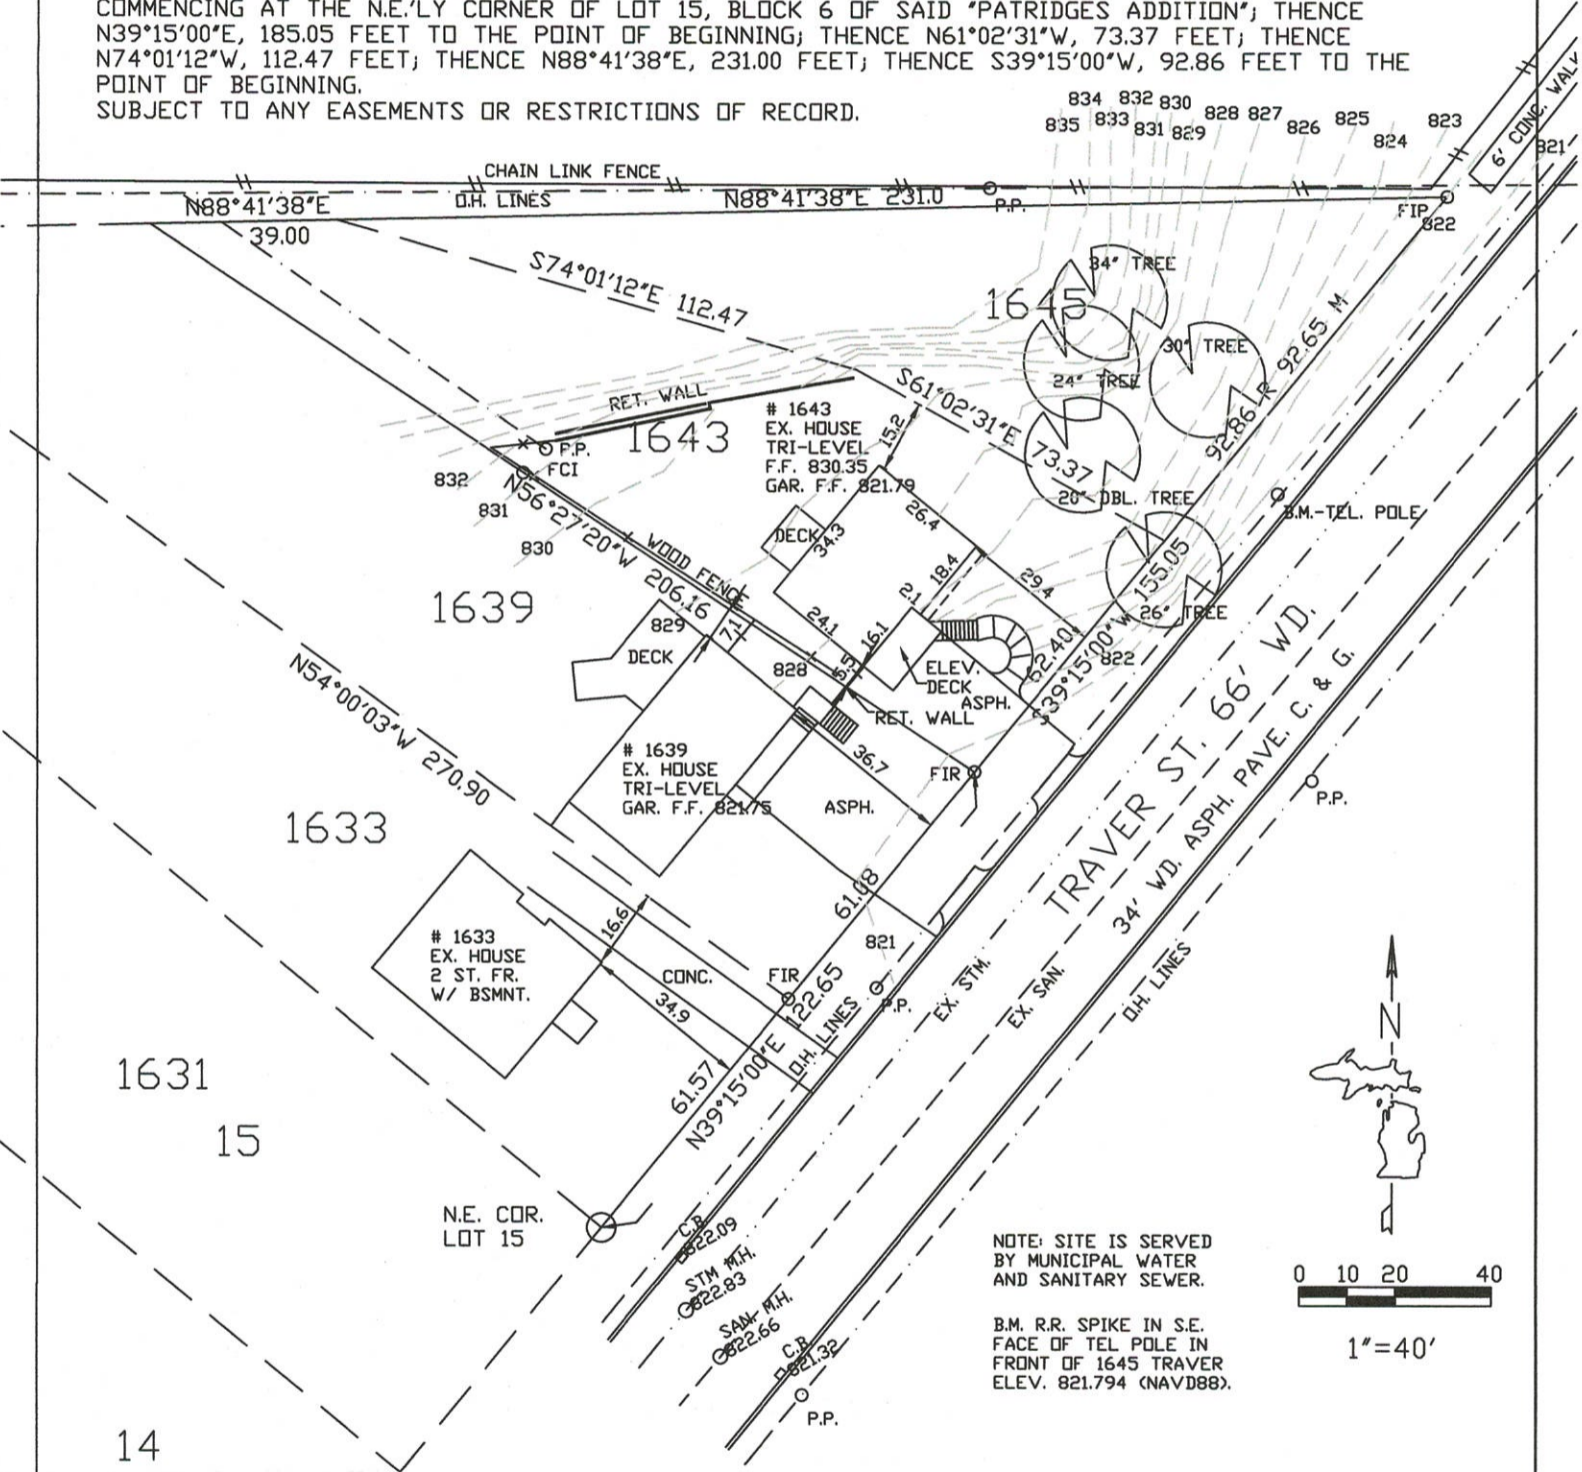 COMMENCING AT THE N.E.'LY CORNER OF LOT 15, BLOCK 6 OF SAID "PATRIDGES ADDITION"; THENCE
N39°15'00"E, 185.05 FEET TO THE POINT OF BEGINNING; THENCE N61°02'31"W, 73.37 FEET; THENCE
N74°01'12"W, 112.47 FEET; THENCE N88°41'38"E, 231.00 FEET; THENCE S39°15'00"W, 92.86 FEET TO THE
POINT OF BEGINNING.
SUBJECT TO ANY EASEMENTS OR RESTRICTIONS OF RECORD.
834 832 830 828 827 825 823
835 833 831 829 826 824
6' CONC. WALK
821
CHAIN LINK FENCE
N88°41'38"E
O.H. LINES
N88°41'38"E 231.0
P.P.
FIP
822
39.00
S74°01'12"E 112.47
34" TREE
1645
30" TREE
24" TREE
92.86 R 92.65 M
RET. WALL
S61°02'31"E
73.37
# 1643
EX. HOUSE
TRI-LEVEL
F.F. 830.35
GAR. F.F. 821.79
15.2
1643
P.P.
FCI
832
831
830
N56°27'20"W 206.16
WOOD FENCE
26.4
20" DBL. TREE
B.M.-TEL. POLE
DECK
34.3
18.4
29.4
155.05
26" TREE
2.1
24.1
16.1
1639
829
7.1
DECK
828
5.5
ELEV.
DECK
ASPH.
62.40
S39°15'00"W
822
RET. WALL
N54°00'03"W 270.90
# 1639
EX. HOUSE
TRI-LEVEL
GAR. F.F. 821.75
36.7
FIR
ASPH.
TRAVER ST. 66' WD.
34' WD. ASPH. PAVE. C. & G.
P.P.
1633
61.08
16.6
821
# 1633
EX. HOUSE
2 ST. FR.
W/ BSMNT.
CONC.
FIR
34.9
P.P.
EX. STM.
EX. SAN.
O.H. LINES
O.H. LINES
N39°15'00"E 122.65
61.57
N
1631
15
N.E. COR.
LOT 15
C.B.
822.09
STM M.H.
822.83
SAN. M.H.
822.66
C.B.
821.32
P.P.
NOTE: SITE IS SERVED
BY MUNICIPAL WATER
AND SANITARY SEWER.
0 10 20 40
1"=40'
B.M. R.R. SPIKE IN S.E.
FACE OF TEL POLE IN
FRONT OF 1645 TRAVER
ELEV. 821.794 (NAVD88).
14